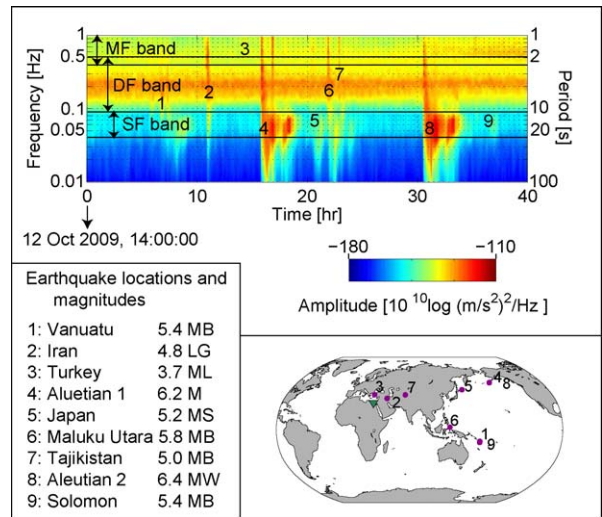 1
0.5
0.1
0.05
0.01
Frequency [Hz]
MF band
DF band
SF band
1
2
3
4
5
6
7
8
9
1
2
10
20
100
Period [s]
0 10 20 30 40
Time [hr]
12 Oct 2009, 14:00:00
−180 −110
Amplitude [10 ¹⁰log (m/s²)²/Hz ]
Earthquake locations and
magnitudes
1: Vanuatu 5.4 MB
2: Iran 4.8 LG
3: Turkey 3.7 ML
4: Aluetian 1 6.2 M
5: Japan 5.2 MS
6: Maluku Utara 5.8 MB
7: Tajikistan 5.0 MB
8: Aleutian 2 6.4 MW
9: Solomon 5.4 MB
3
7
2
5
4
8
6
1
9